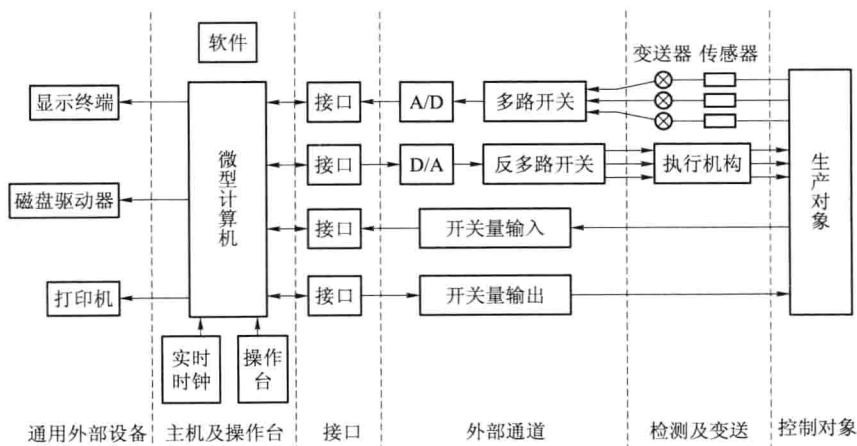 软件
变送器 传感器
显示终端
接口
A/D
多路开关
微型计算机
生产对象
接口
D/A
反多路开关
执行机构
磁盘驱动器
接口
开关量输入
打印机
接口
开关量输出
实时
时钟
操作
台
通用外部设备 主机及操作台 接口 外部通道 检测及变送 控制对象